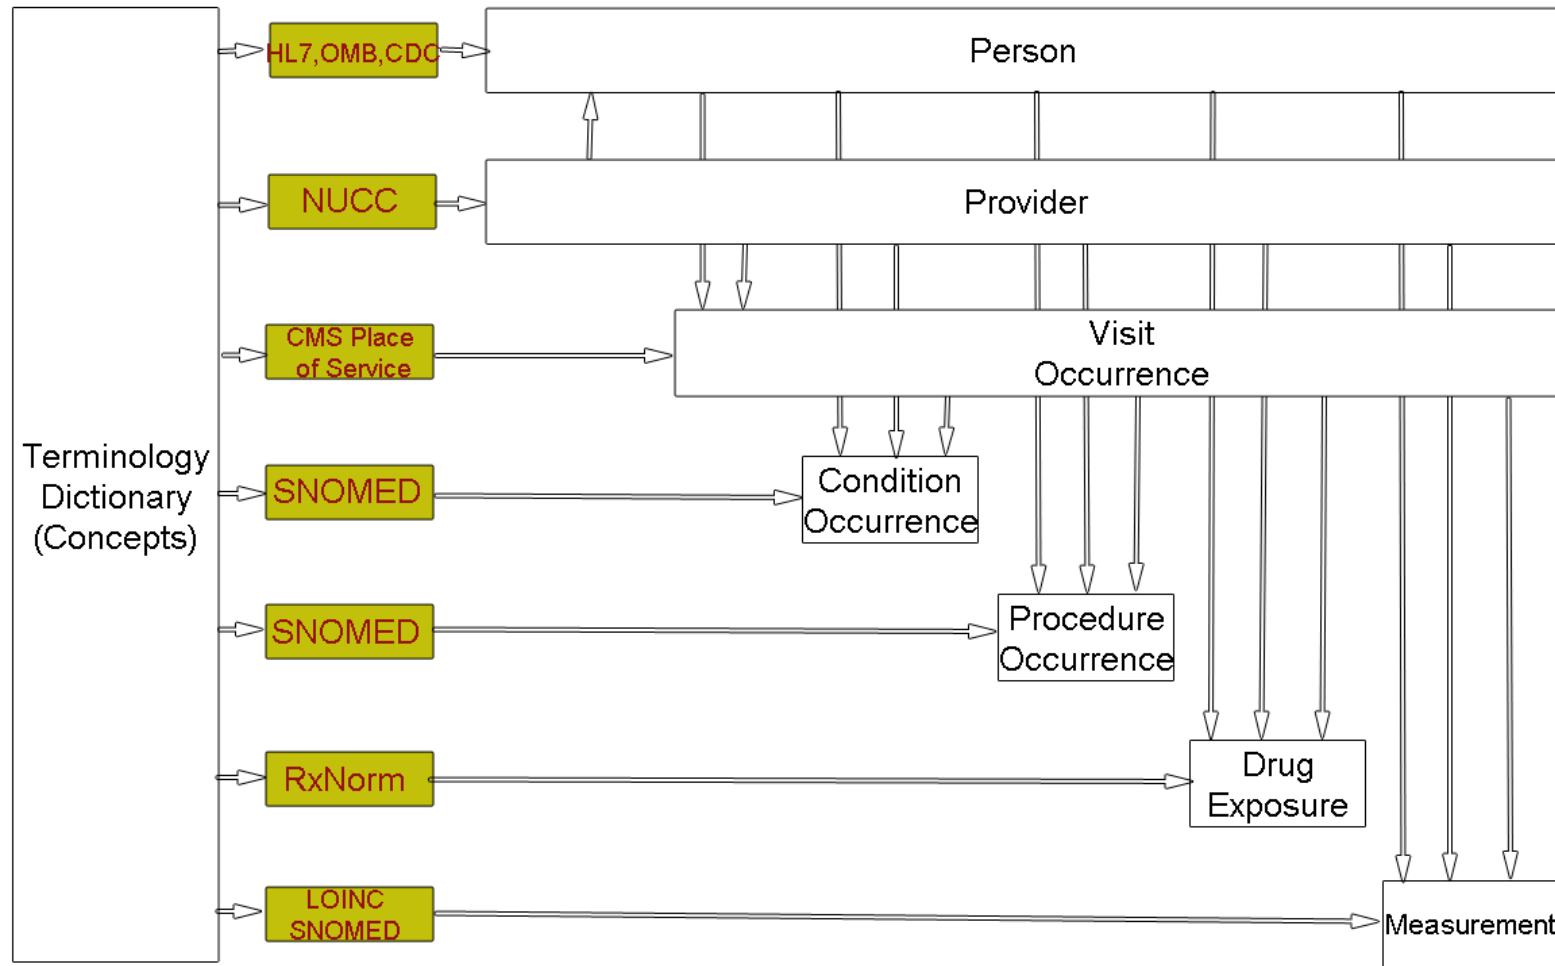 HL7,OMB,CDC
Person
NUCC
Provider
CMS Place
of Service
Visit
Occurrence
Terminology
Dictionary
(Concepts)
SNOMED
Condition
Occurrence
SNOMED
Procedure
Occurrence
RxNorm
Drug
Exposure
LOINC
SNOMED
Measurement